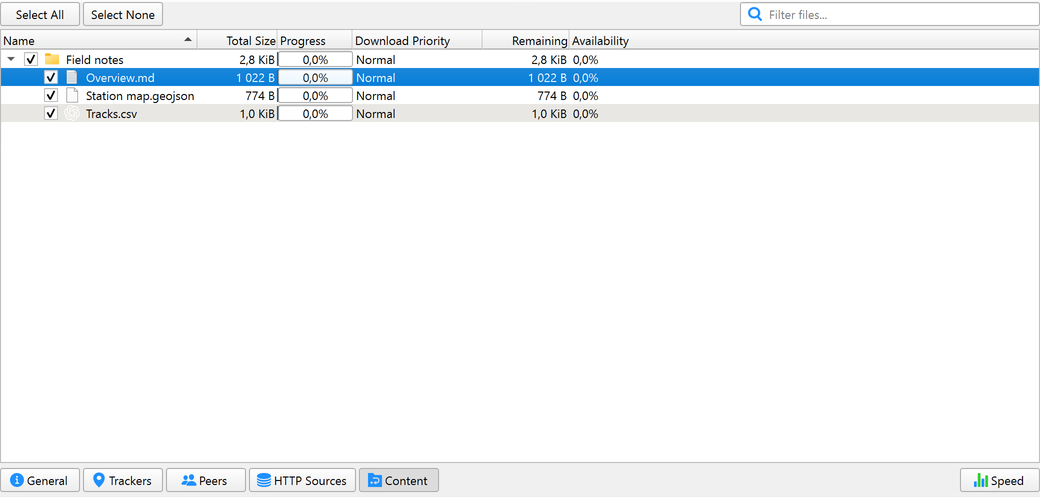 Select All Select None Filter files...
Name Total Size Progress Download Priority Remaining Availability
Field notes 2,8 KiB 0,0% Normal 2,8 KiB 0,0%
Overview.md 1 022 B 0,0% Normal 1 022 B 0,0%
Station map.geojson 774 B 0,0% Normal 774 B 0,0%
Tracks.csv 1,0 KiB 0,0% Normal 1,0 KiB 0,0%
General Trackers Peers HTTP Sources Content Speed